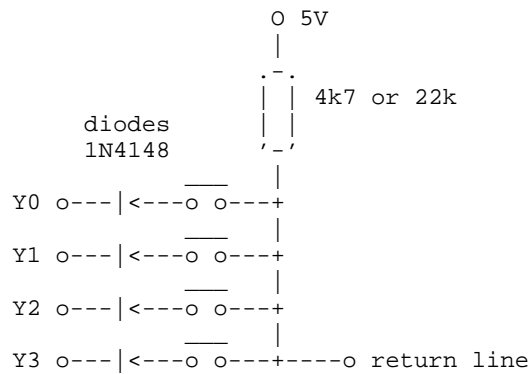 O 5V
4k7 or 22k
diodes
1N4148
Y0 o---|<---o o---+
Y1 o---|<---o o---+
Y2 o---|<---o o---+
Y3 o---|<---o o---+----o return line